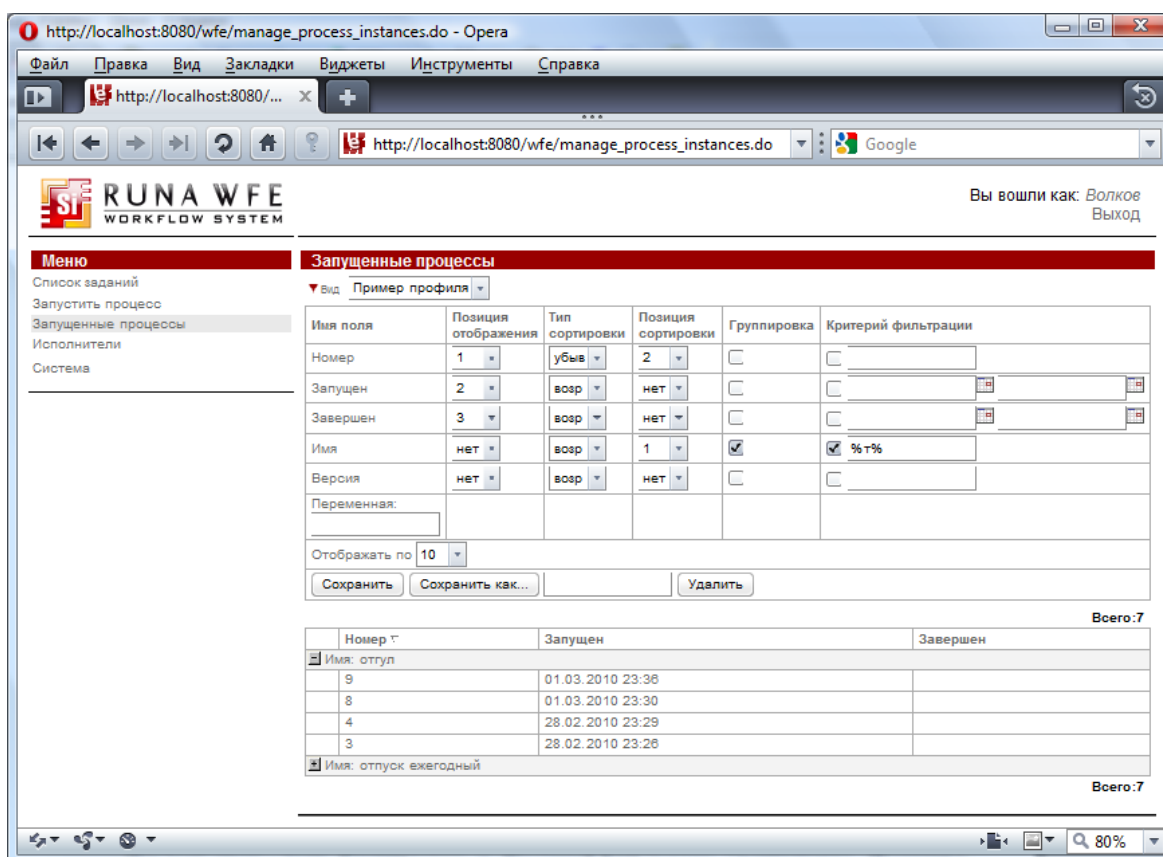 http://localhost:8080/wfe/manage_process_instances.do - Opera
Файл Правка Вид Закладки Виджеты Инструменты Справка
http://localhost:8080/...
http://localhost:8080/wfe/manage_process_instances.do Google
RUNA WFE
WORKFLOW SYSTEM
Вы вошли как: Волков
Выход
Меню
Список заданий
Запустить процесс
Запущенные процессы
Исполнители
Система
Запущенные процессы
Вид Пример профиля
Имя поля Позиция отображения Тип сортировки Позиция сортировки Группировка Критерий фильтрации
Номер 1 убыв 2
Запущен 2 возр нет
Завершен 3 возр нет
Имя нет возр 1 %т%
Версия нет возр нет
Переменная:
Отображать по 10
Сохранить Сохранить как... Удалить
Всего:7
Номер Запущен Завершен
Имя: отгул
9 01.03.2010 23:36
8 01.03.2010 23:30
4 28.02.2010 23:29
3 28.02.2010 23:26
Имя: отпуск ежегодный
Всего:7
80%